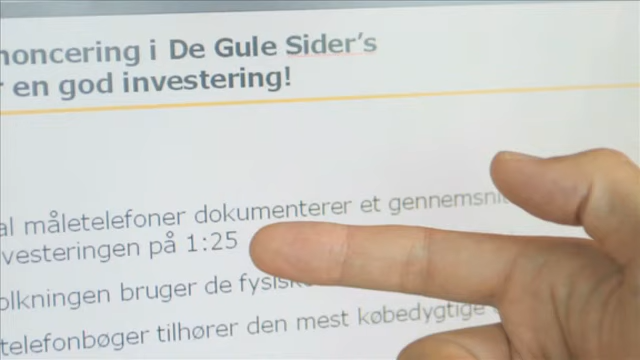 noncering i De Gule Sider's
en god investering!
al måletelefoner dokumenterer et gennemsni
vesteringen på 1:25
olkningen bruger de fysisk
telefonbøger tilhører den mest købedygtige